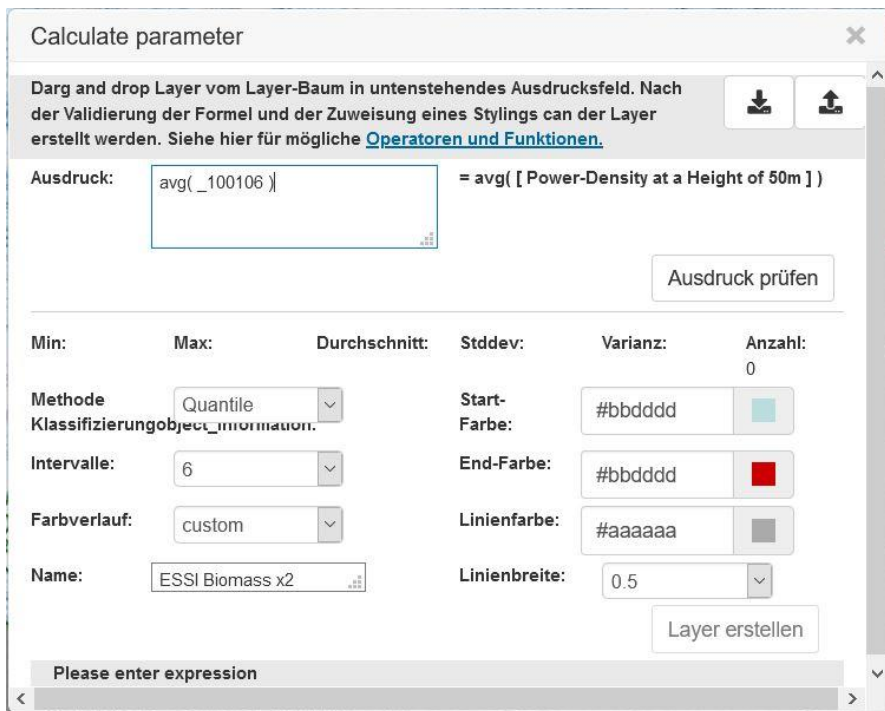 Calculate parameter
Darg and drop Layer vom Layer-Baum in untenstehendes Ausdrucksfeld. Nach
der Validierung der Formel und der Zuweisung eines Stylings can der Layer
erstellt werden. Siehe hier für mögliche Operatoren und Funktionen.
Ausdruck: avg( _100106 ) = avg( [ Power-Density at a Height of 50m ] )
Ausdruck prüfen
Min: Max: Durchschnitt: Stddev: Varianz: Anzahl:
0
Methode Quantile Start- #bbdddd
Klassifizierungobject_information: Farbe:
Intervalle: 6 End-Farbe: #bbdddd
Farbverlauf: custom Linienfarbe: #aaaaaa
Name: ESSI Biomass x2 Linienbreite: 0.5
Layer erstellen
Please enter expression